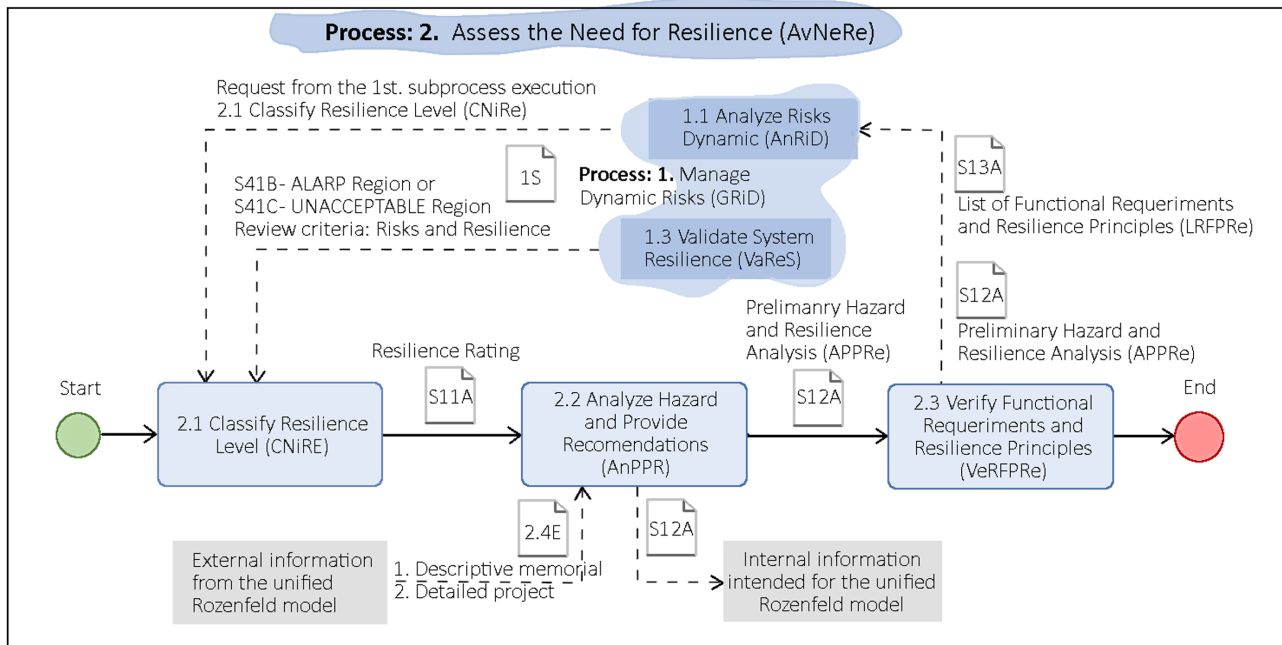 Process: 2. Assess the Need for Resilience (AvNeRe)
Request from the 1st. subprocess execution
2.1 Classify Resilience Level (CNiRe)
1.1 Analyze Risks
Dynamic (AnRiD)
S13A
List of Functional Requeriments
and Resilience Principles (LRFPRe)
1S
Process: 1. Manage
Dynamic Risks (GRiD)
S41B- ALARP Region or
S41C- UNACCEPTABLE Region
Review criteria: Risks and Resilience
1.3 Validate System
Resilience (VaReS)
S12A
Preliminary Hazard and
Resilience Analysis (APPRe)
Prelimanry Hazard
and Resilience
Analysis (APPRe)
S12A
Resilience Rating
S11A
Start
2.1 Classify Resilience
Level (CNiRE)
2.2 Analyze Hazard
and Provide
Recomendations
(AnPPR)
2.3 Verify Functional
Requeriments and
Resilience Principles
(VeRFPRe)
End
2.4E
S12A
External information
from the unified
Rozenfeld model
1. Descriptive memorial
2. Detailed project
Internal information
intended for the unified
Rozenfeld model